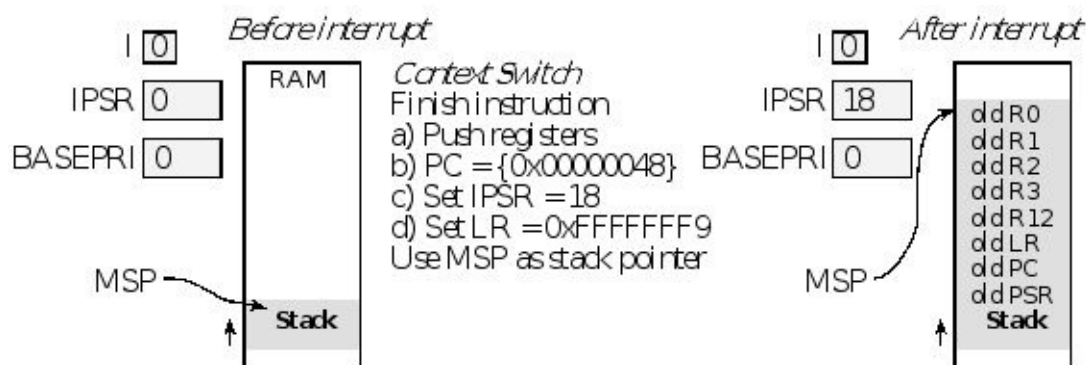 Before interrupt
I 0
IPSR 0
BASEPRI 0
RAM
MSP
Stack
Context Switch
Finish instruction
a) Push registers
b) PC = {0x00000048}
c) Set IPSR = 18
d) Set LR = 0xFFFFFFF9
Use MSP as stack pointer
After interrupt
I 0
IPSR 18
BASEPRI 0
MSP
old R0
old R1
old R2
old R3
old R12
old LR
old PC
old PSR
Stack